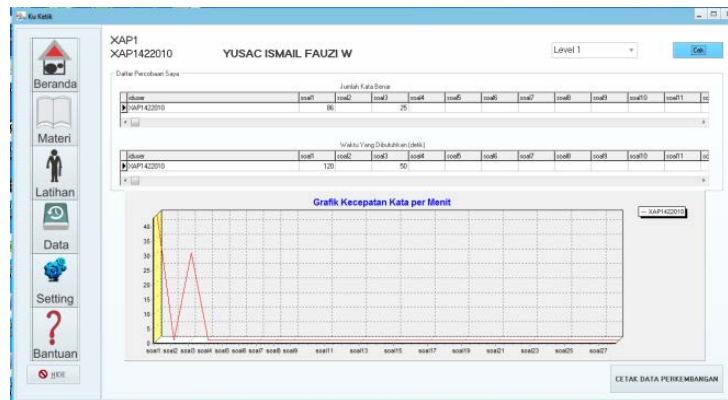 Ku Ketik
Beranda
Materi
Latihan
Data
Setting
Bantuan
HIDE
XAP1
XAP1422010
YUSAC ISMAIL FAUZI W
Level 1
Cek
Daftar Percobaan Saya
Jumlah Kata Benar
iduser soal1 soal2 soal3 soal4 soal5 soal6 soal7 soal8 soal9 soal10 soal11
XAP1422010 86 25
Waktu Yang Dibutuhkan (detik)
iduser soal1 soal2 soal3 soal4 soal5 soal6 soal7 soal8 soal9 soal10 soal11
XAP1422010 120 50
Grafik Kecepatan Kata per Menit
XAP1422010
40
35
30
25
20
15
10
5
0
soal1 soal2 soal3 soal4 soal5 soal6 soal7 soal8 soal9 soal11 soal13 soal15 soal17 soal19 soal21 soal23 soal25 soal27
CETAK DATA PERKEMBANGAN